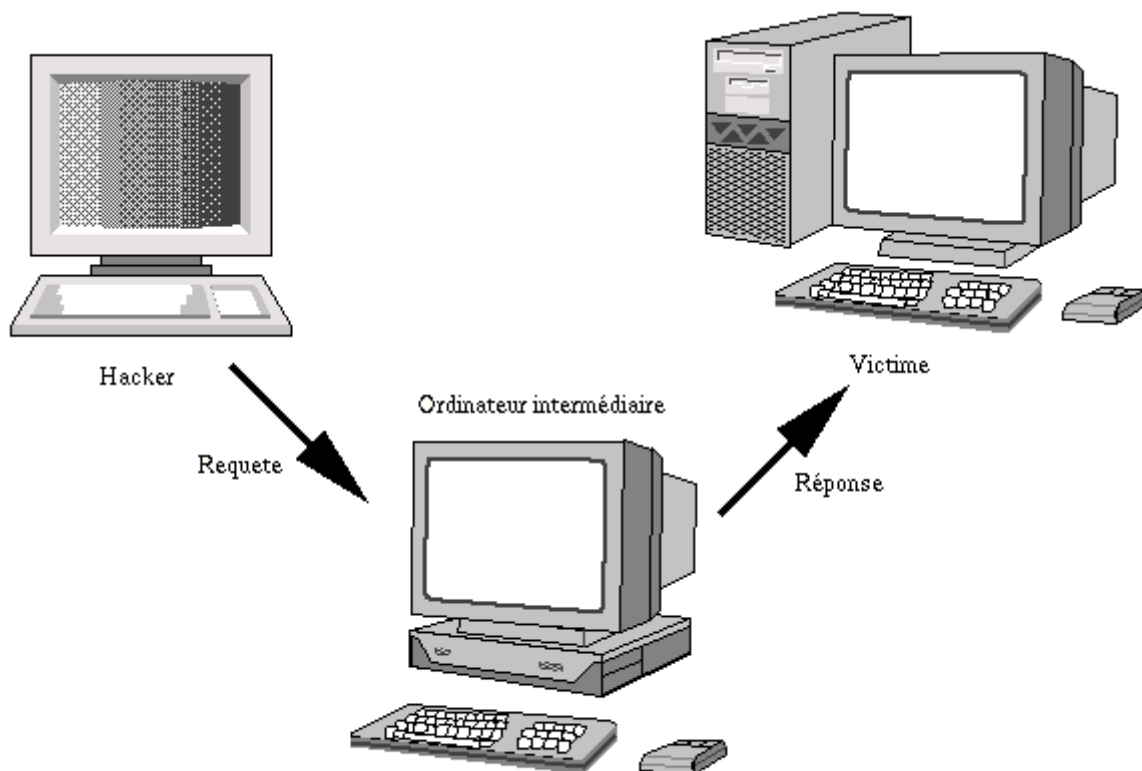 Hacker
Victime
Ordinateur intermédiaire
Requete
Réponse